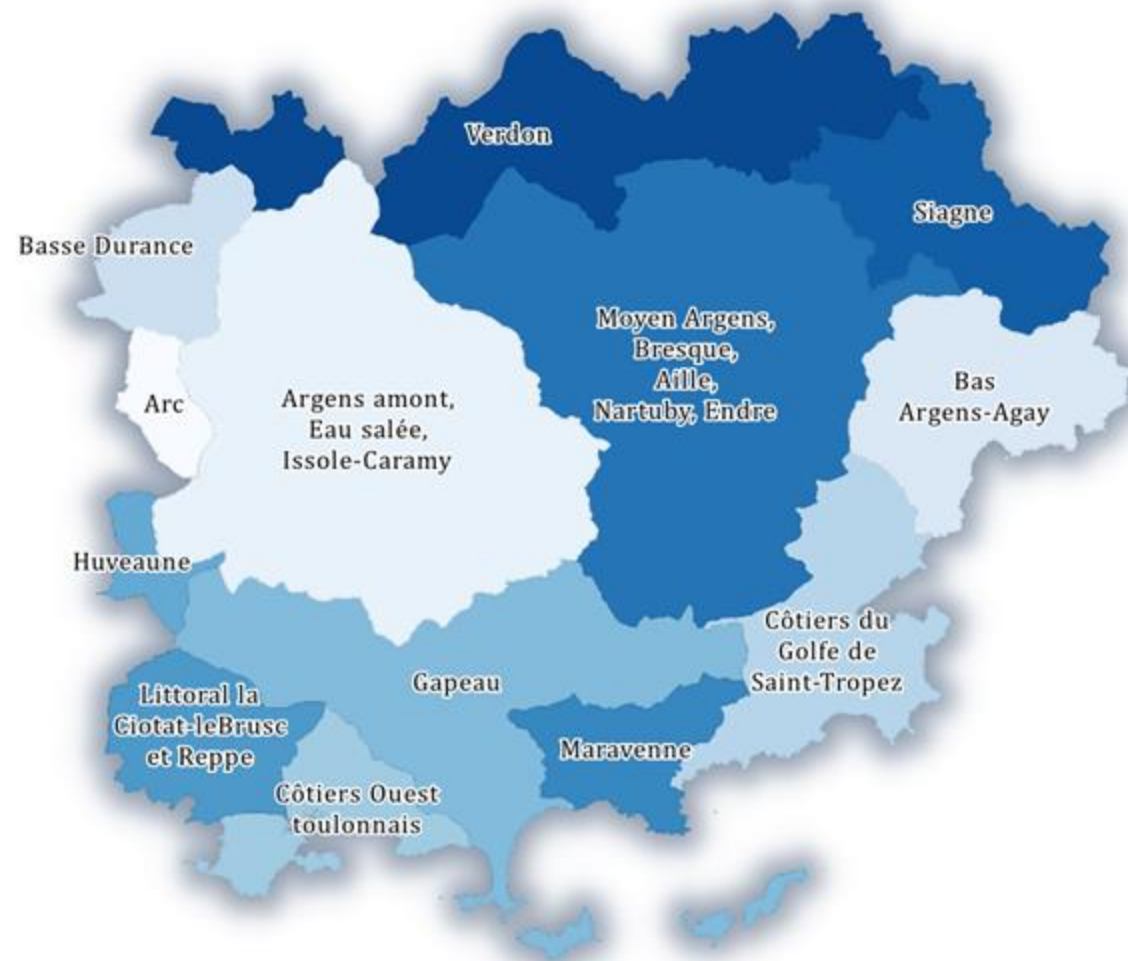 Verdon
Siagne
Basse Durance
Moyen Argens,
Bresque,
Aille,
Nartuby, Endre
Bas
Argens-Agay
Arc
Argens amont,
Eau salée,
Issole-Caramy
Huveaune
Côtiers du
Golfe de
Saint-Tropez
Gapeau
Littoral la
Ciotat-leBrusc
et Reppe
Maravenne
Côtiers Ouest
toulonnais